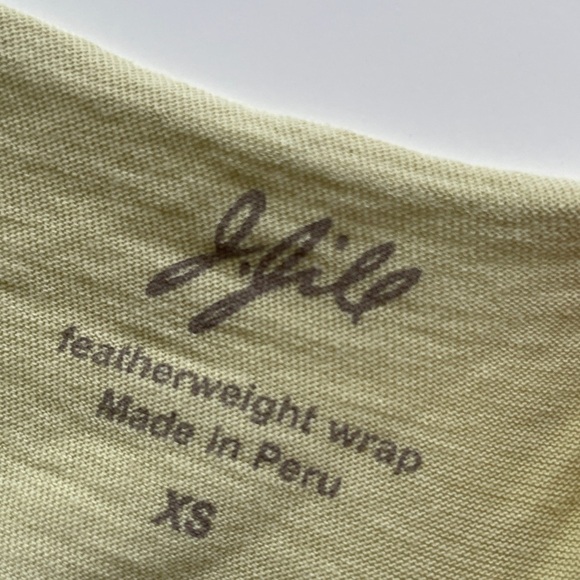 J.Jill
featherweight wrap
Made in Peru
XS